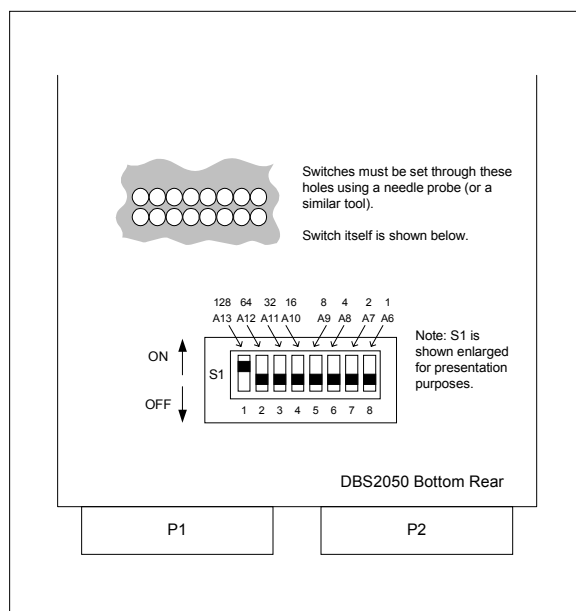 Switches must be set through these
holes using a needle probe (or a
similar tool).
Switch itself is shown below.
128 64 32 16 8 4 2 1
A13 A12 A11 A10 A9 A8 A7 A6
ON
OFF
S1
Note: S1 is
shown enlarged
for presentation
purposes.
1 2 3 4 5 6 7 8
DBS2050 Bottom Rear
P1 P2